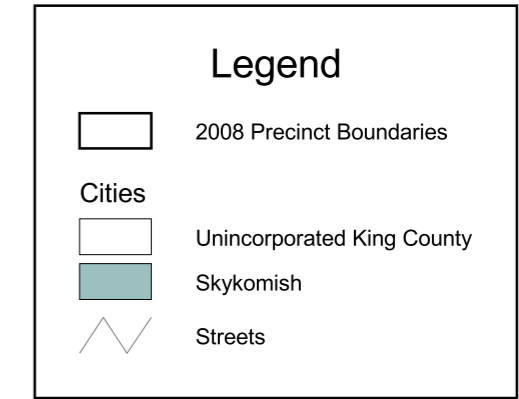 Legend
2008 Precinct Boundaries
Cities
Unincorporated King County
Skykomish
Streets